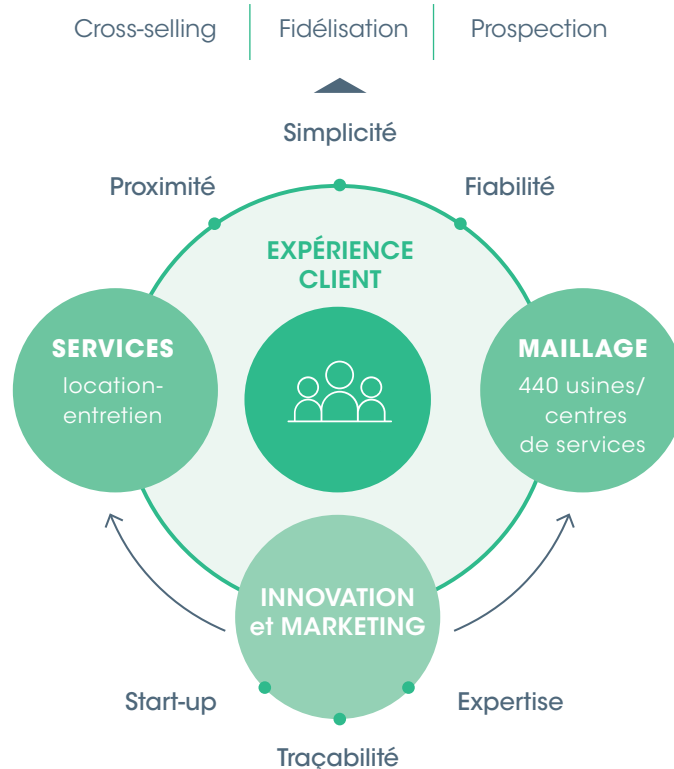 Cross-selling
Fidélisation
Prospection
Simplicité
Proximité
Fiabilité
EXPÉRIENCE
CLIENT
SERVICES
location-
entretien
MAILLAGE
440 usines/
centres
de services
INNOVATION
et MARKETING
Start-up
Expertise
Traçabilité